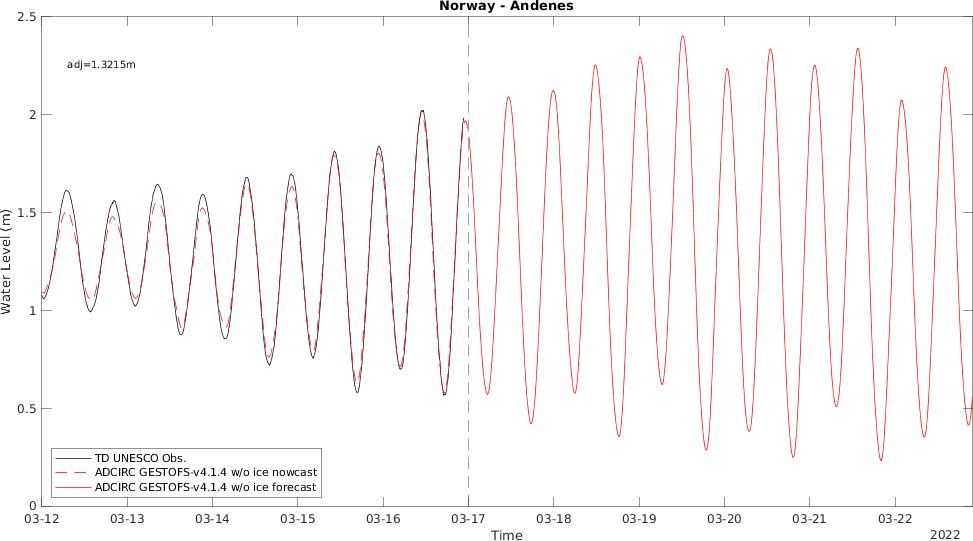 Norway - Andenes
adj=1.3215m
Water Level (m)
2.5
2
1.5
1
0.5
0
TD UNESCO Obs.
ADCIRC GESTOFS-v4.1.4 w/o ice nowcast
ADCIRC GESTOFS-v4.1.4 w/o ice forecast
03-12 03-13 03-14 03-15 03-16 03-17 03-18 03-19 03-20 03-21 03-22
Time
2022